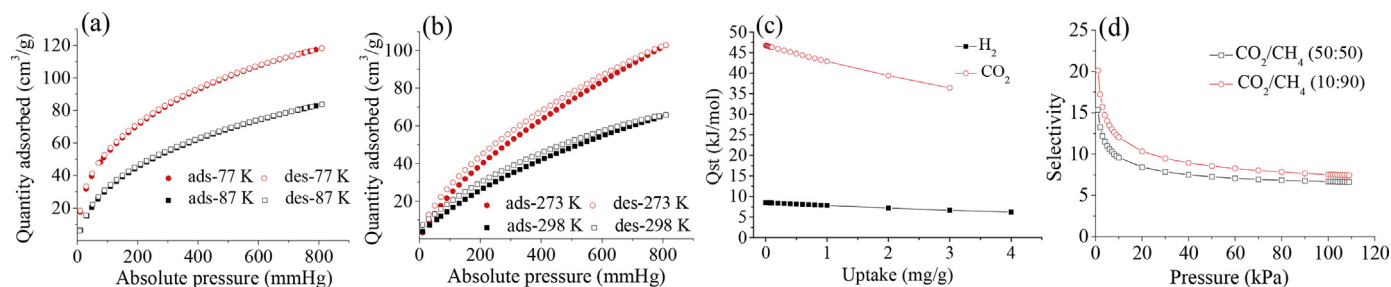 (a)
Quantity adsorbed (cm3/g)
120
100
80
60
40
20
0
200
400
600
800
1000
Absolute pressure (mmHg)
ads-77 K
des-77 K
ads-87 K
des-87 K
(b)
Quantity adsorbed (cm3/g)
100
80
60
40
20
0
200
400
600
800
1000
Absolute pressure (mmHg)
ads-273 K
des-273 K
ads-298 K
des-298 K
(c)
Qst (kJ/mol)
50
45
40
35
30
25
20
15
10
5
0
0
1
2
3
4
Uptake (mg/g)
H2
CO2
(d)
Selectivity
25
20
15
10
5
0
0
20
40
60
80
100
120
Pressure (kPa)
CO2/CH4 (50:50)
CO2/CH4 (10:90)